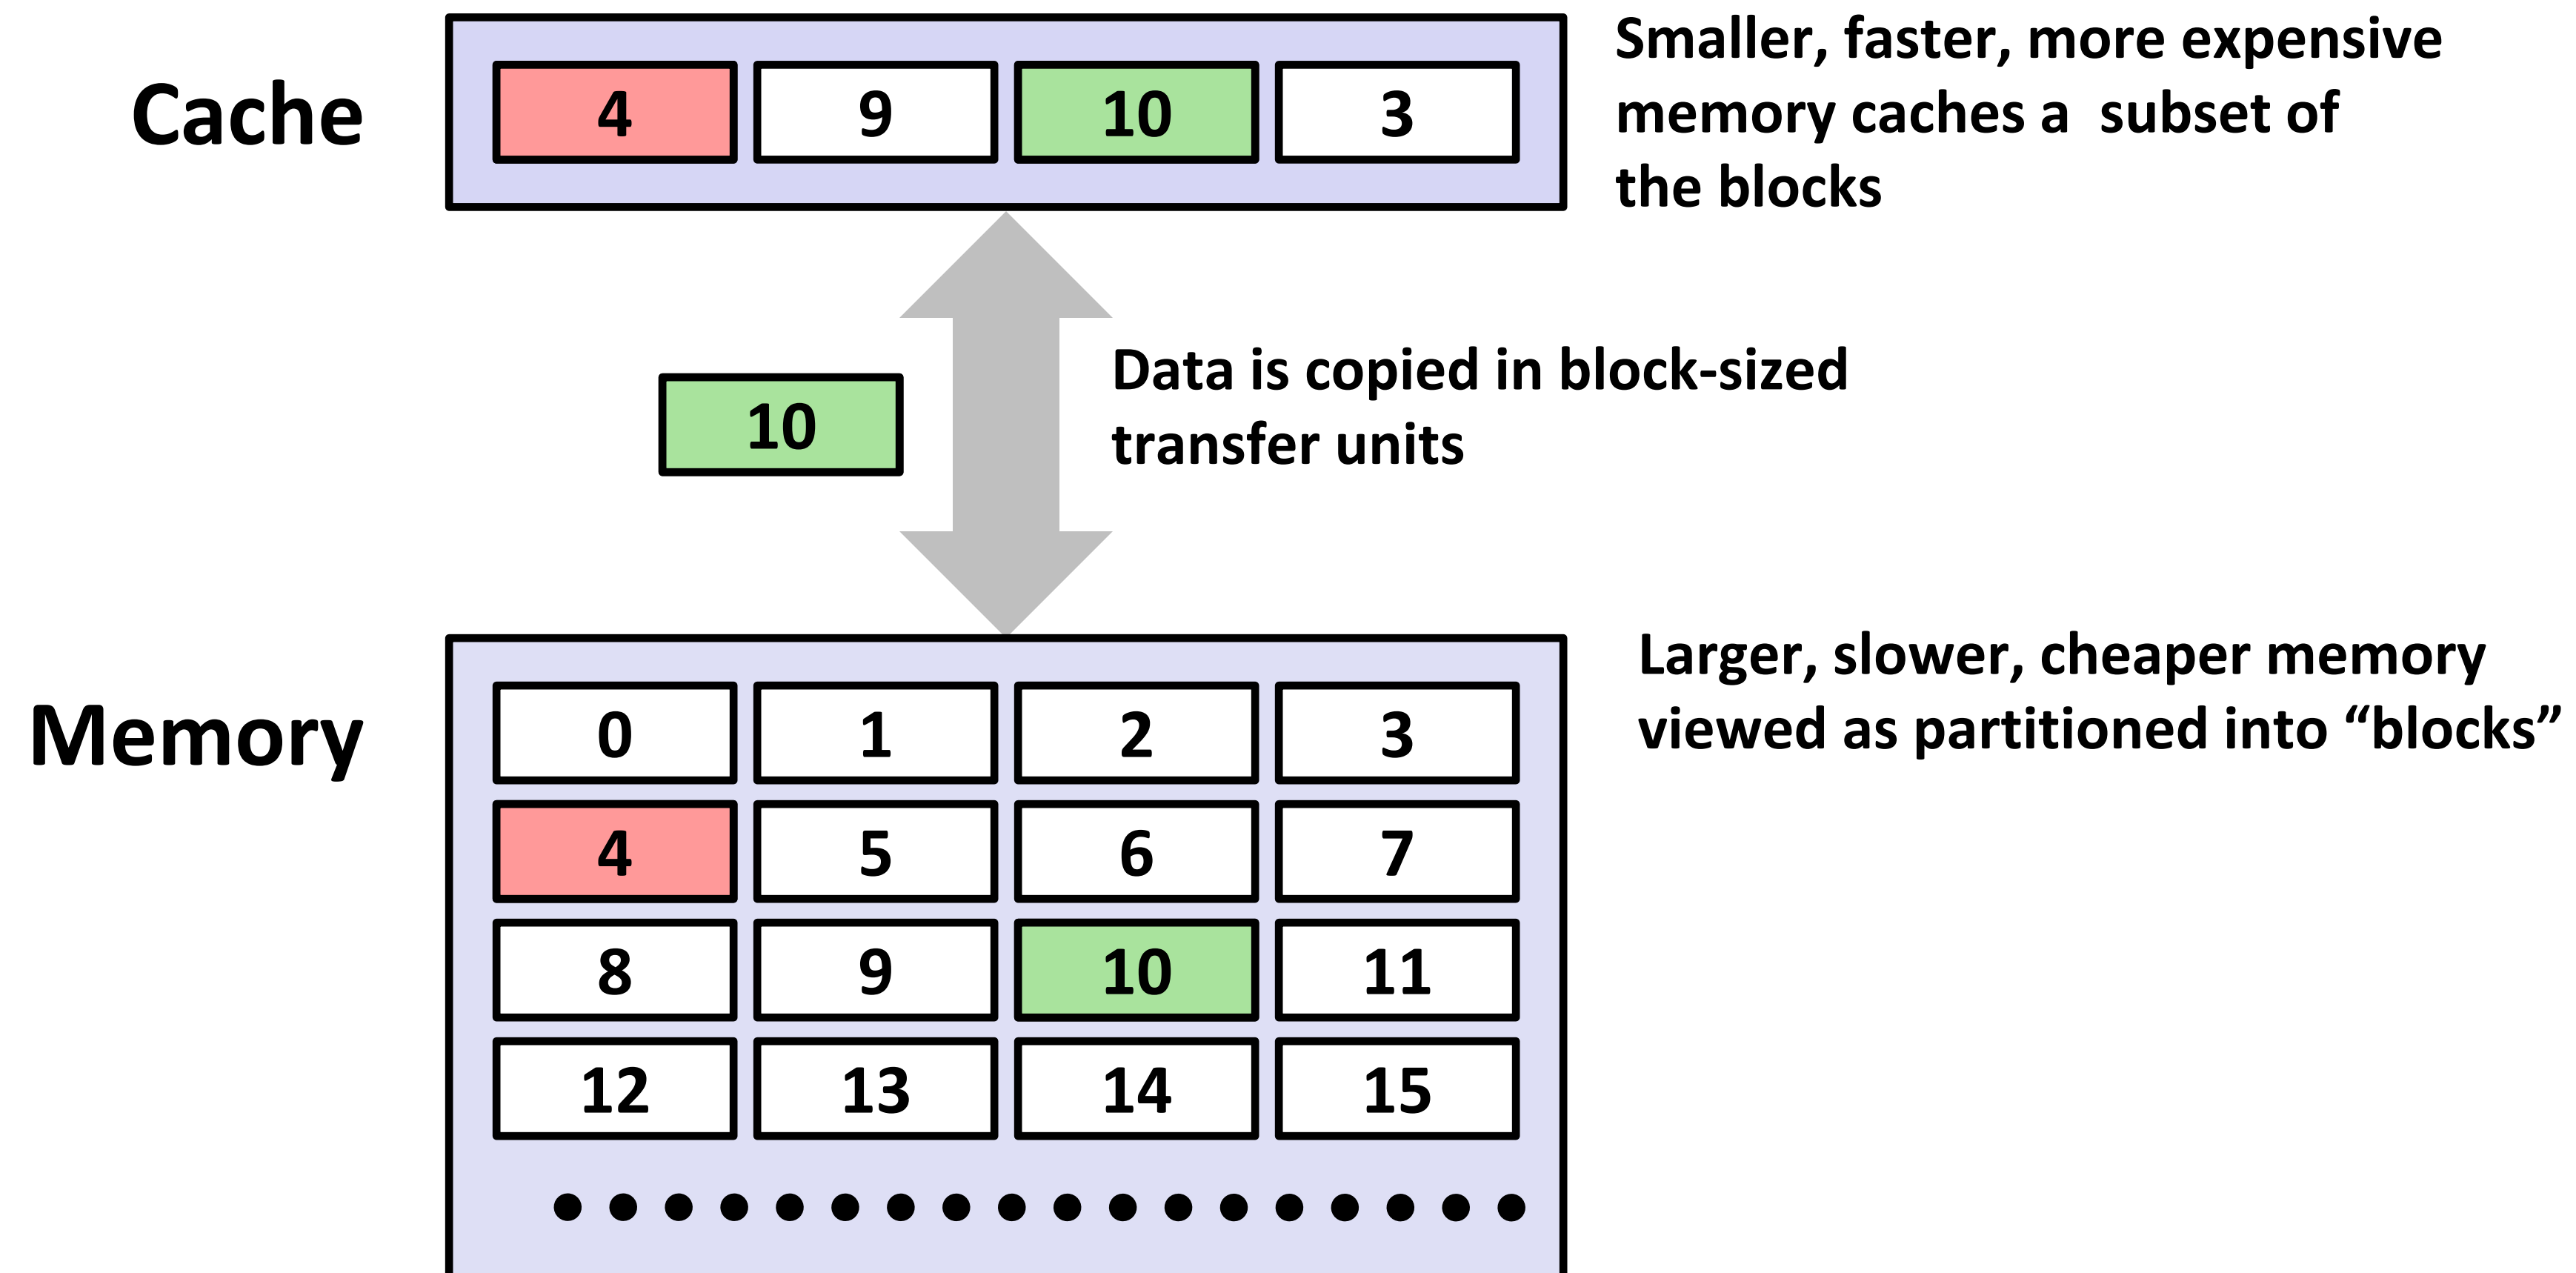 Cache
4 9 10 3
Smaller, faster, more expensive
memory caches a  subset of
the blocks
10
Data is copied in block-sized
transfer units
Memory
0 1 2 3
4 5 6 7
8 9 10 11
12 13 14 15
Larger, slower, cheaper memory
viewed as partitioned into “blocks”